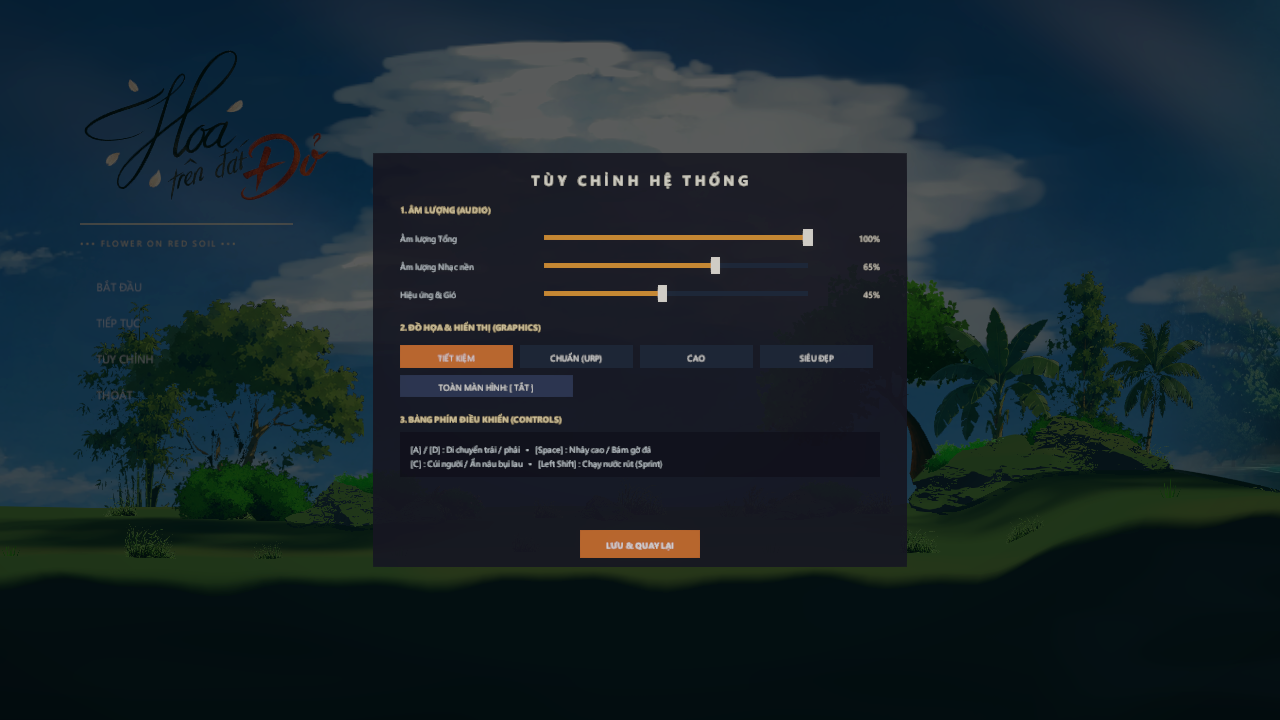 Hoa
trên đất Đỏ
••• FLOWER ON RED SOIL •••
BẮT ĐẦU
TIẾP TỤC
TÙY CHỈNH
THOÁT
TÙY CHỈNH HỆ THỐNG
1. ÂM LƯỢNG (AUDIO)
Âm lượng Tổng 100%
Âm lượng Nhạc nền 65%
Hiệu ứng & Gió 45%
2. ĐỒ HỌA & HIỂN THỊ (GRAPHICS)
TIẾT KIỆM CHUẨN (URP) CAO SIÊU ĐẸP
TOÀN MÀN HÌNH: [ TẮT ]
3. BẢNG PHÍM ĐIỀU KHIỂN (CONTROLS)
[A] / [D] : Di chuyển trái / phải • [Space] : Nhảy cao / Bám gờ đá
[C] : Cúi người / Ẩn náu bụi lau • [Left Shift] : Chạy nước rút (Sprint)
LƯU & QUAY LẠI